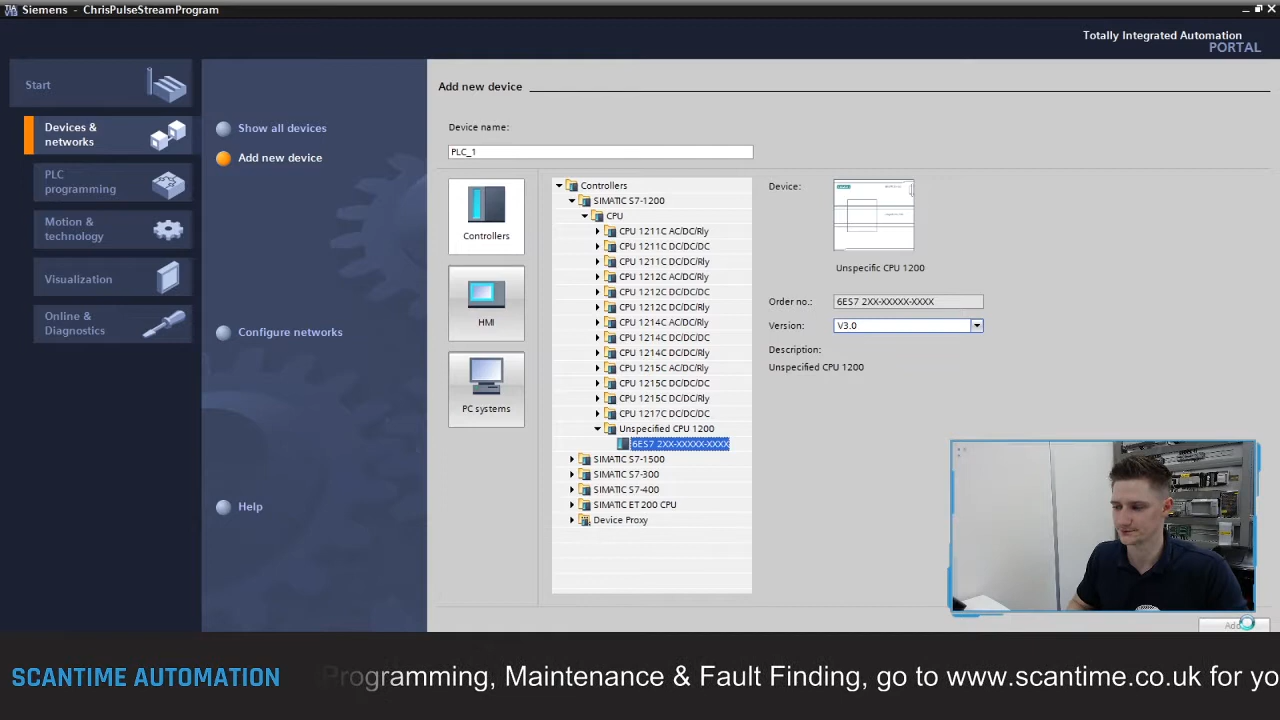 Siemens - ChrisPulseStreamProgram
Totally Integrated Automation
PORTAL
Start
Devices &
networks
PLC
programming
Motion &
technology
Visualization
Online &
Diagnostics
Show all devices
Add new device
Configure networks
Help
Add new device
Device name:
PLC_1
Controllers
HMI
PC systems
Controllers
SIMATIC S7-1200
CPU
CPU 1211C AC/DC/Rly
CPU 1211C DC/DC/DC
CPU 1211C DC/DC/Rly
CPU 1212C AC/DC/Rly
CPU 1212C DC/DC/DC
CPU 1212C DC/DC/Rly
CPU 1214C AC/DC/Rly
CPU 1214C DC/DC/DC
CPU 1214C DC/DC/Rly
CPU 1215C AC/DC/Rly
CPU 1215C DC/DC/DC
CPU 1215C DC/DC/Rly
CPU 1217C DC/DC/DC
Unspecified CPU 1200
6ES7 2XX-XXXXX-XXXX
SIMATIC S7-1500
SIMATIC S7-300
SIMATIC S7-400
SIMATIC ET 200 CPU
Device Proxy
Device:
Unspecific CPU 1200
Order no.: 6ES7 2XX-XXXXX-XXXX
Version: V3.0
Description:
Unspecified CPU 1200
Add
SCANTIME AUTOMATION
Programming, Maintenance & Fault Finding, go to www.scantime.co.uk for yo